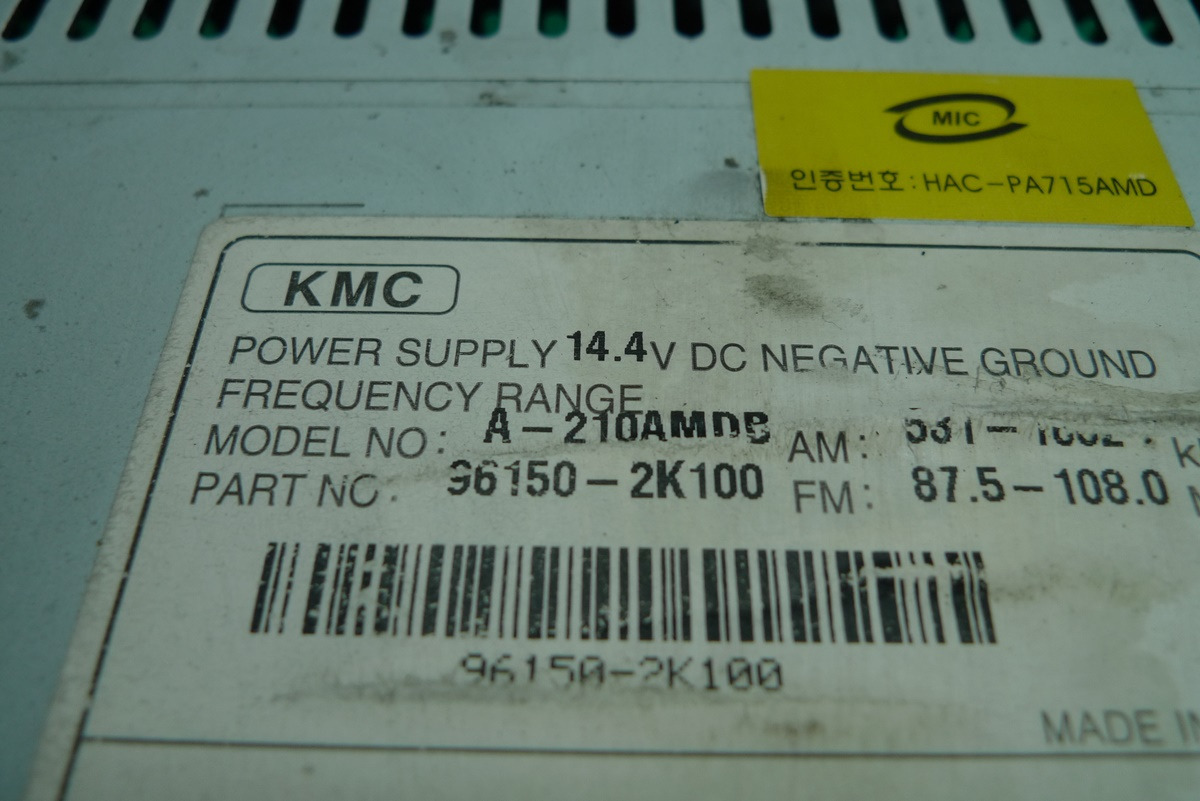 MIC
인증번호:HAC-PA715AMD
KMC
POWER SUPPLY 14.4V DC NEGATIVE GROUND
FREQUENCY RANGE
MODEL NO: A-210AMDB AM:
PART NO. 96150-2K100 FM: 87.5-108.0
96150-2K100
MADE IN